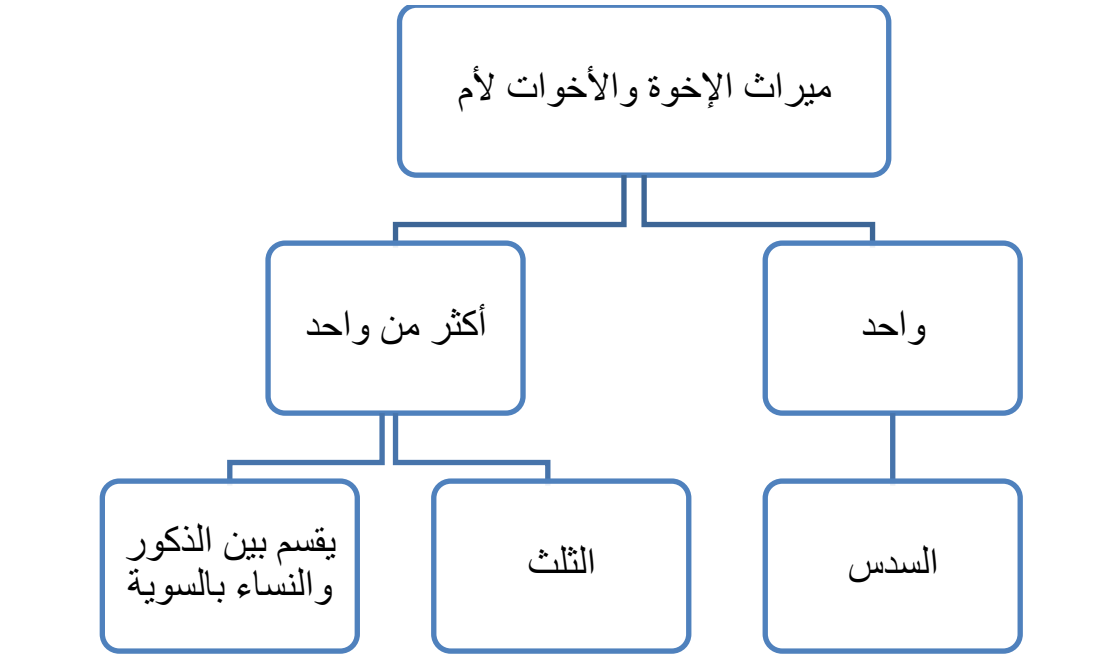 ميراث الإخوة والأخوات لأم
واحد
أكثر من واحد
السدس
الثلث
يقسم بين الذكور
والنساء بالسوية